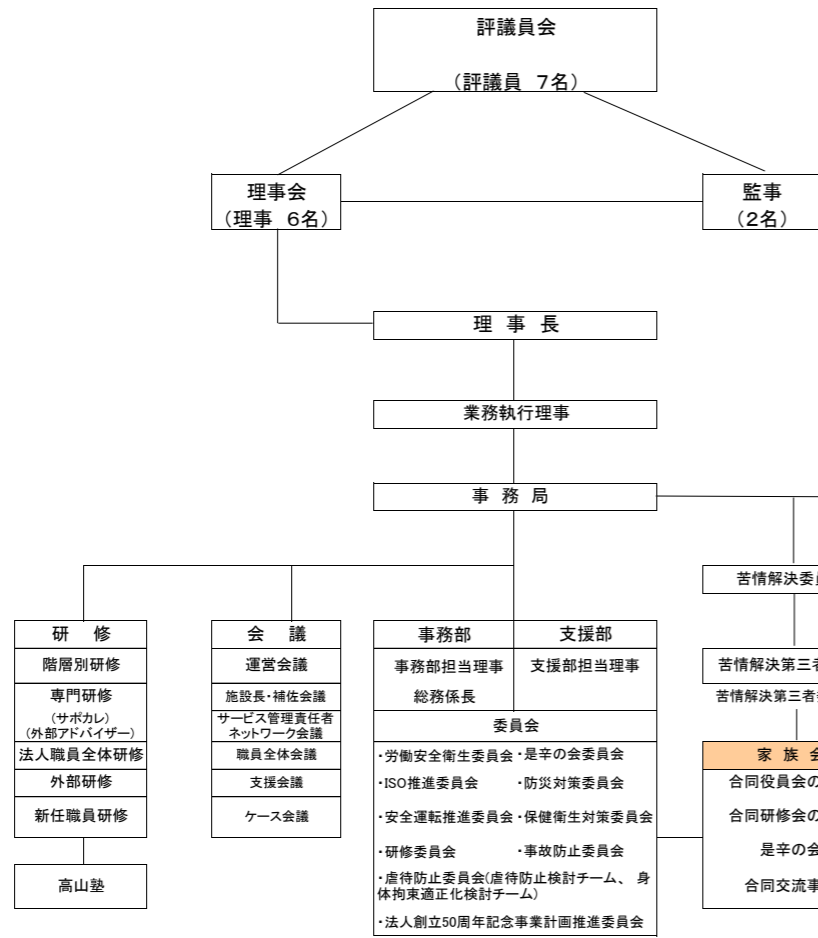 評議員会
(評議員 7名)
理事会
(理事 6名)
監事
(2名)
理 事 長
業務執行理事
事 務 局
苦情解決委
研 修
階層別研修
専門研修
(サポカレ)
(外部アドバイザー)
法人職員全体研修
外部研修
新任職員研修
高山塾
会 議
運営会議
施設長・補佐会議
サービス管理責任者
ネットワーク会議
職員全体会議
支援会議
ケース会議
事務部 支援部
事務部担当理事 支援部担当理事
総務係長
委員会
・労働安全衛生委員会 ・是辛の会委員会
・ISO推進委員会 ・防災対策委員会
・安全運転推進委員会 ・保健衛生対策委員会
・研修委員会 ・事故防止委員会
・虐待防止委員会(虐待防止検討チーム、 身
体拘束適正化検討チーム)
・法人創立50周年記念事業計画推進委員会
苦情解決第三者
苦情解決第三者
家 族 会
合同役員会の
合同研修会の
是辛の会
合同交流事